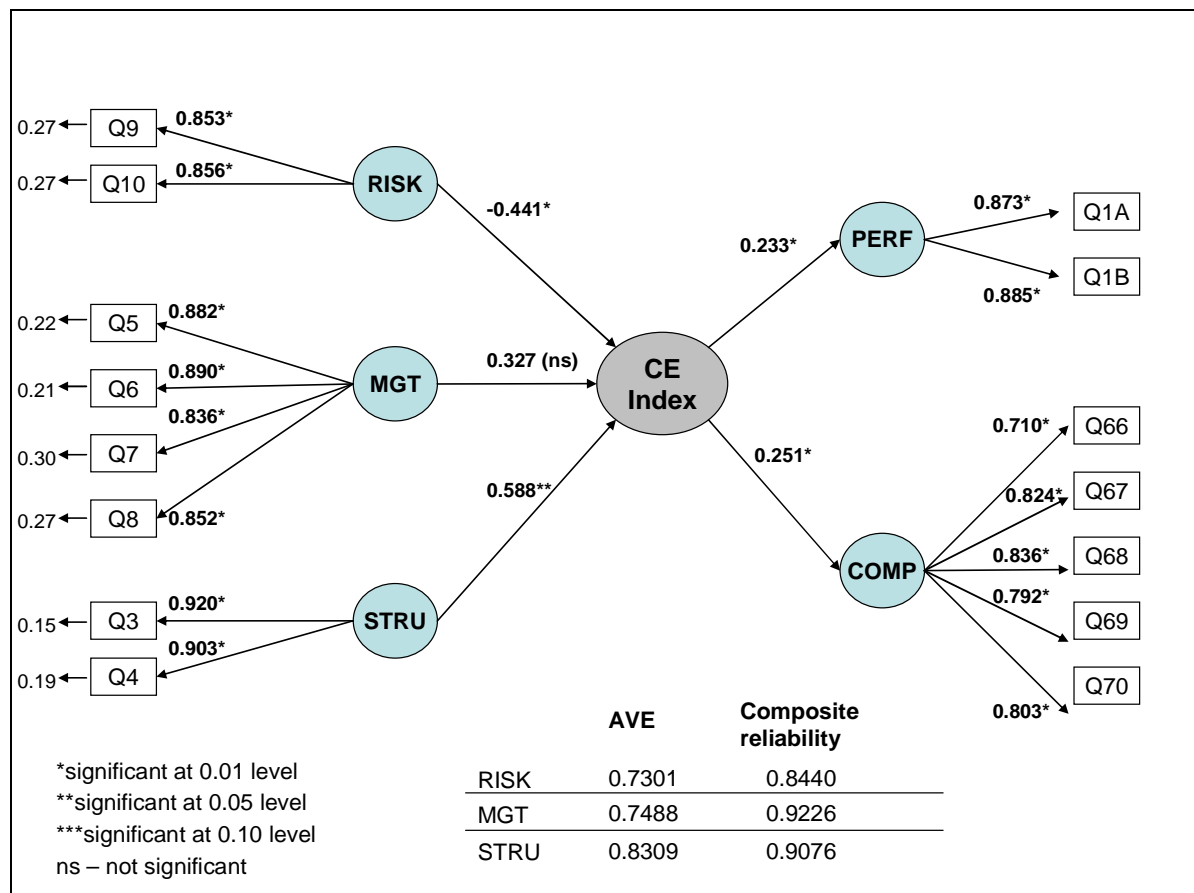 0.27
Q9
0.853*
0.27
Q10
0.856*
RISK
-0.441*
0.22
Q5
0.882*
0.21
Q6
0.890*
0.30
Q7
0.836*
0.27
Q8
0.852*
MGT
0.327 (ns)
0.15
Q3
0.920*
0.19
Q4
0.903*
STRU
0.588**
CE
Index
0.233*
PERF
0.873*
Q1A
0.885*
Q1B
0.251*
COMP
0.710*
Q66
0.824*
Q67
0.836*
Q68
0.792*
Q69
0.803*
Q70
AVE Composite
reliability
RISK 0.7301 0.8440
MGT 0.7488 0.9226
STRU 0.8309 0.9076
*significant at 0.01 level
**significant at 0.05 level
***significant at 0.10 level
ns – not significant